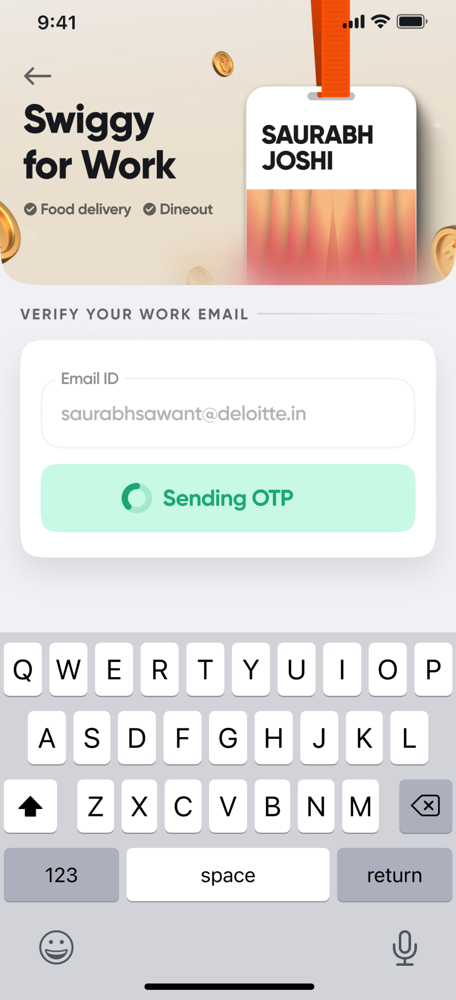 9:41
Swiggy
for Work
Food delivery Dineout
SAURABH
JOSHI
VERIFY YOUR WORK EMAIL
Email ID
saurabhsawant@deloitte.in
Sending OTP
Q W E R T Y U I O P
A S D F G H J K L
Z X C V B N M
123 space return